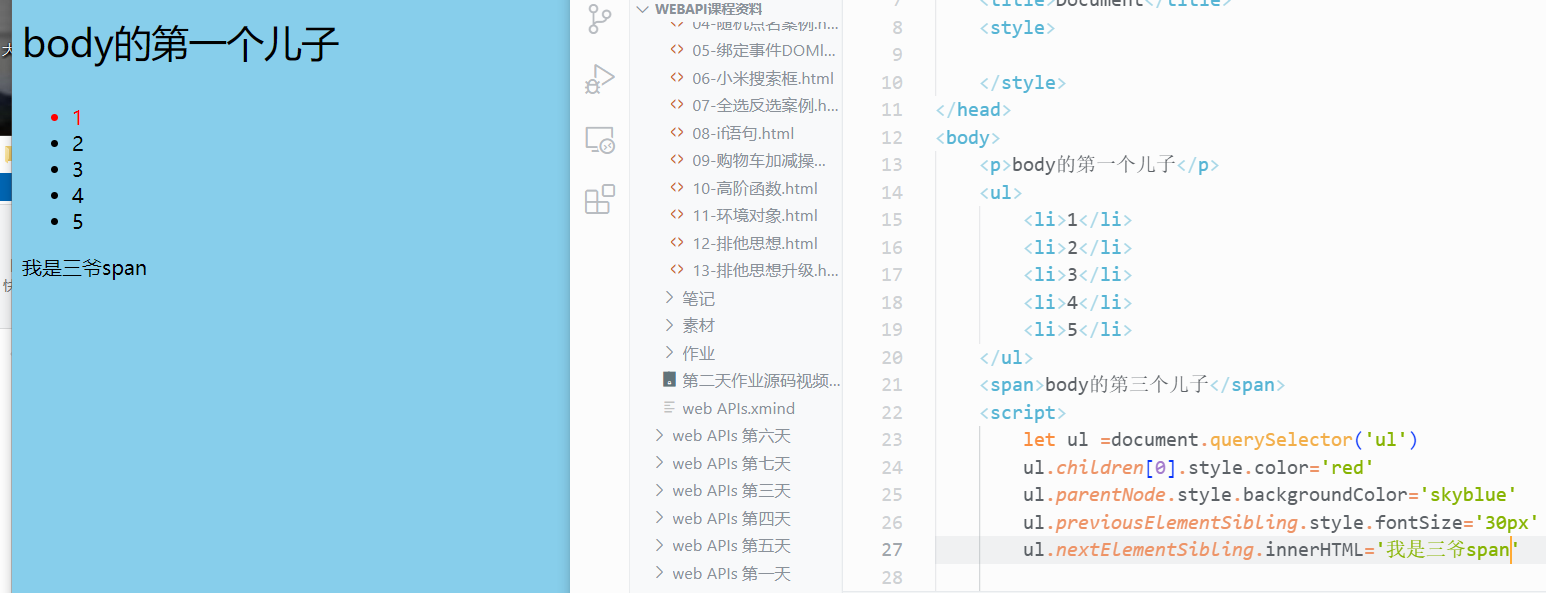 大
body的第一个儿子
1
2
3
4
5
我是三爷span
快
WEBAPI课程资料
04-随机点名案例.h...
05-绑定事件DOMl...
06-小米搜索框.html
07-全选反选案例.h...
08-if语句.html
09-购物车加减操...
10-高阶函数.html
11-环境对象.html
12-排他思想.html
13-排他思想升级.h...
笔记
素材
作业
第二天作业源码视频...
web APIs.xmind
web APIs 第六天
web APIs 第七天
web APIs 第三天
web APIs 第四天
web APIs 第五天
web APIs 第一天
7 <title>Document</title>
8 <style>
9
10 </style>
11 </head>
12 <body>
13 <p>body的第一个儿子</p>
14 <ul>
15 <li>1</li>
16 <li>2</li>
17 <li>3</li>
18 <li>4</li>
19 <li>5</li>
20 </ul>
21 <span>body的第三个儿子</span>
22 <script>
23 let ul =document.querySelector('ul')
24 ul.children[0].style.color='red'
25 ul.parentNode.style.backgroundColor='skyblue'
26 ul.previousElementSibling.style.fontSize='30px'
27 ul.nextElementSibling.innerHTML='我是三爷span'
28